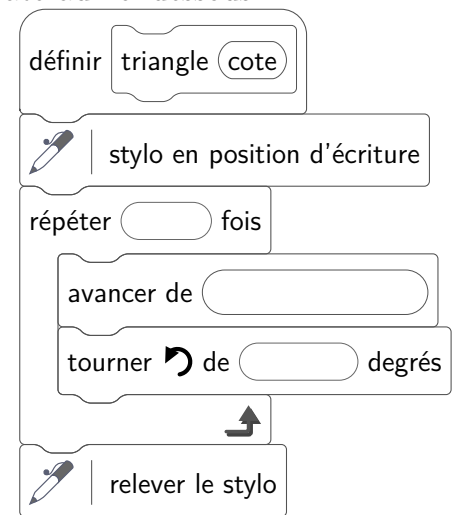 définir triangle cote
stylo en position d'écriture
répéter fois
avancer de
tourner de degrés
relever le stylo